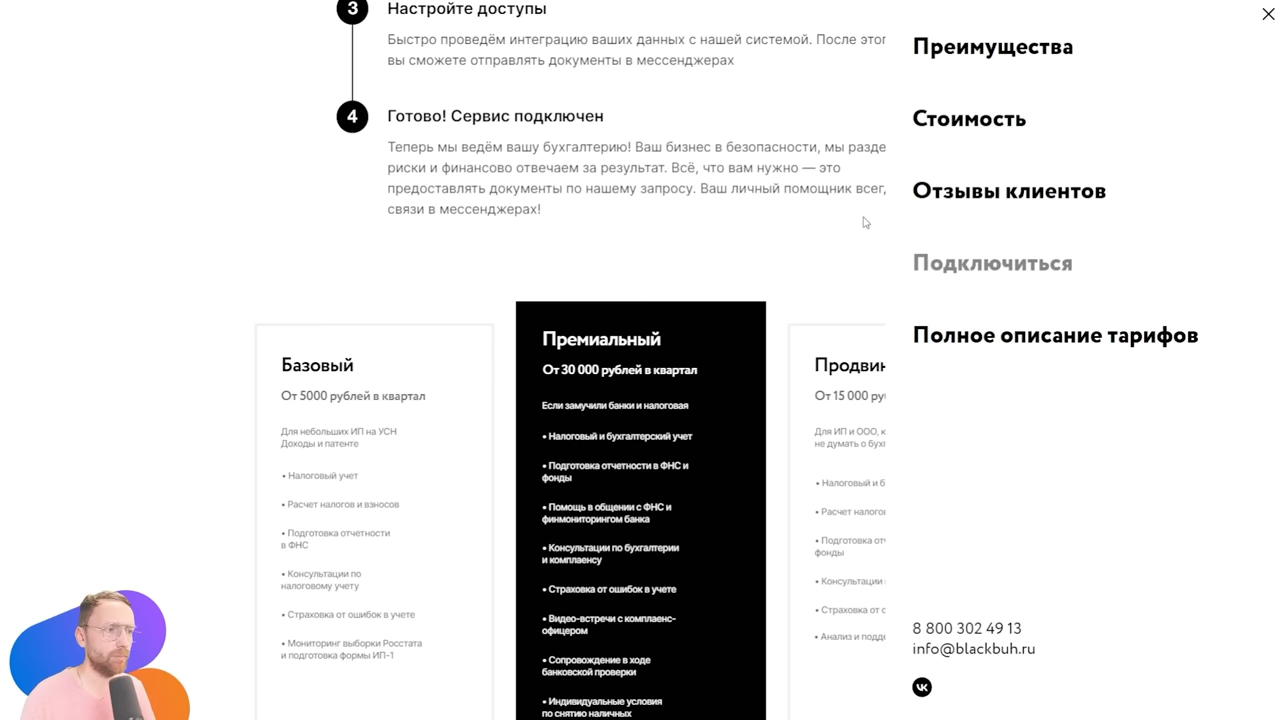 3 Настройте доступы
Быстро проведём интеграцию ваших данных с нашей системой. После
вы сможете отправлять документы в мессенджерах
4 Готово! Сервис подключен
Теперь мы ведём вашу бухгалтерию! Ваш бизнес в безопасности, мы
риски и финансово отвечаем за результат. Всё, что вам нужно — это
предоставлять документы по нашему запросу. Ваш личный помощник
связи в мессенджерах!
Базовый
От 5000 рублей в квартал
Для небольших ИП на УСН
Доходы и патенте
• Налоговый учет
• Расчет налогов и взносов
• Подготовка отчетности
в ФНС
• Консультации по
налоговому учету
• Страховка от ошибок в учете
• Мониторинг выборки Росстата
и подготовка формы ИП-1
Премиальный
От 30 000 рублей в квартал
Если замучили банки и налоговая
• Налоговый и бухгалтерский учет
• Подготовка отчетности в ФНС и
фонды
• Помощь в общении с ФНС и
финмониторингом банка
• Консультации по бухгалтерии
и комплаенсу
• Страховка от ошибок в учете
• Видео-встречи с комплаенс-
офицером
• Сопровождение в ходе
банковской проверки
• Индивидуальные условия
по снятию наличных
Продвин
От 15 000 ру
Для ИП и ООО, к
не думать о бух
• Налоговый и б
• Расчет налого
• Подготовка от
фонды
• Консультации
• Страховка от о
• Анализ и подд
Преимущества
Стоимость
Отзывы клиентов
Подключиться
Полное описание тарифов
8 800 302 49 13
info@blackbuh.ru